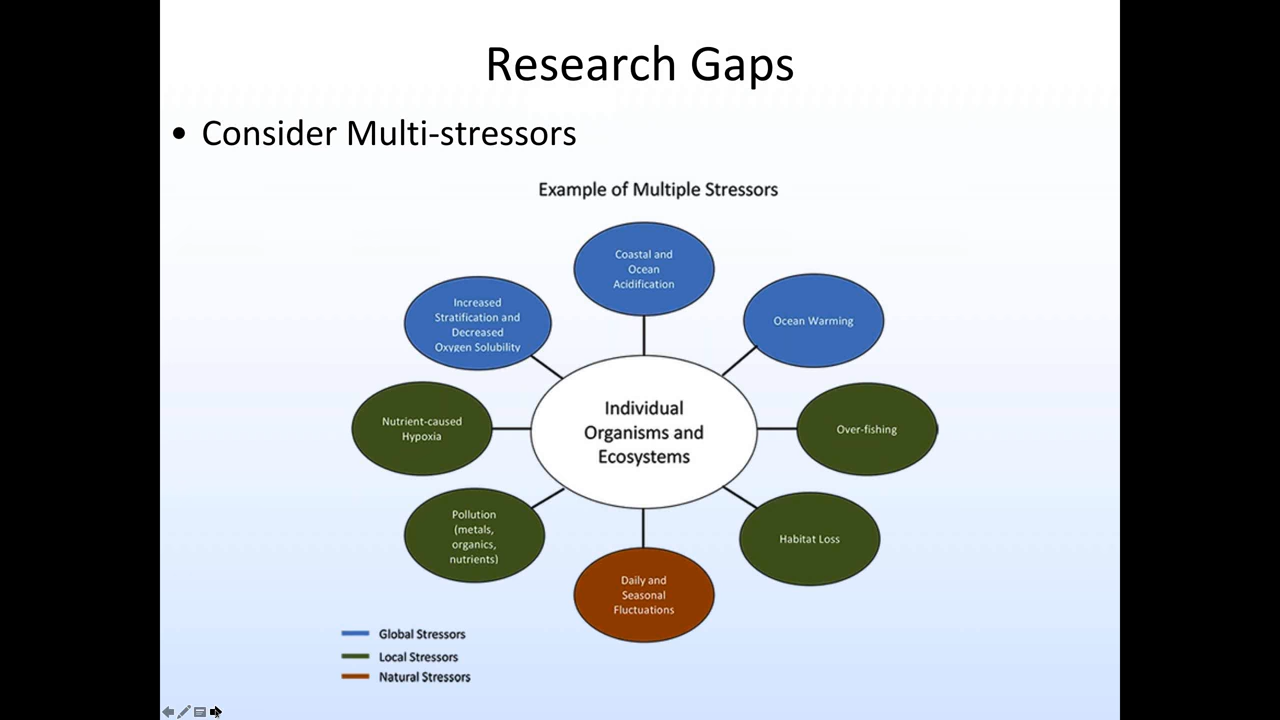 Research Gaps
• Consider Multi-stressors
Example of Multiple Stressors
Coastal and
Ocean
Acidification
Increased
Stratification and
Decreased
Oxygen Solubility
Ocean Warming
Individual
Organisms and
Ecosystems
Nutrient-caused
Hypoxia
Over-fishing
Pollution
(metals,
organics,
nutrients)
Habitat Loss
Daily and
Seasonal
Fluctuations
Global Stressors
Local Stressors
Natural Stressors